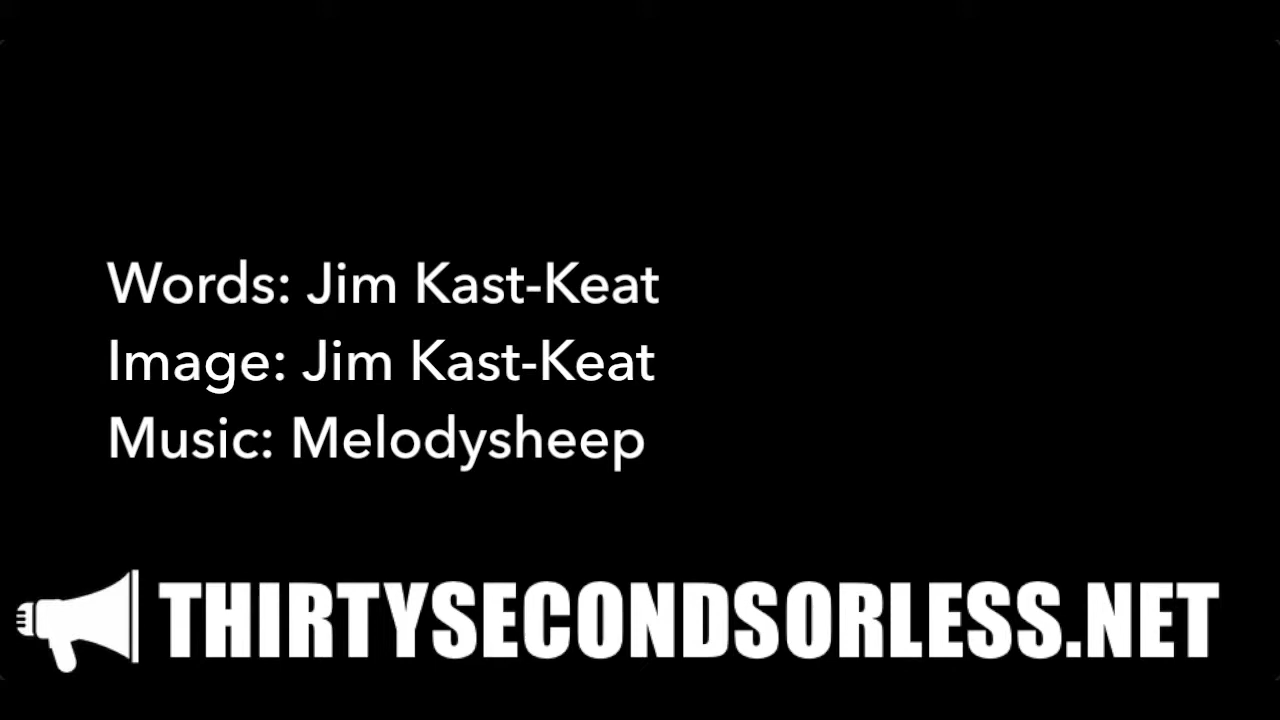 Words: Jim Kast-Keat
Image: Jim Kast-Keat
Music: Melodysheep
THIRTYSECONDSORLESS.NET